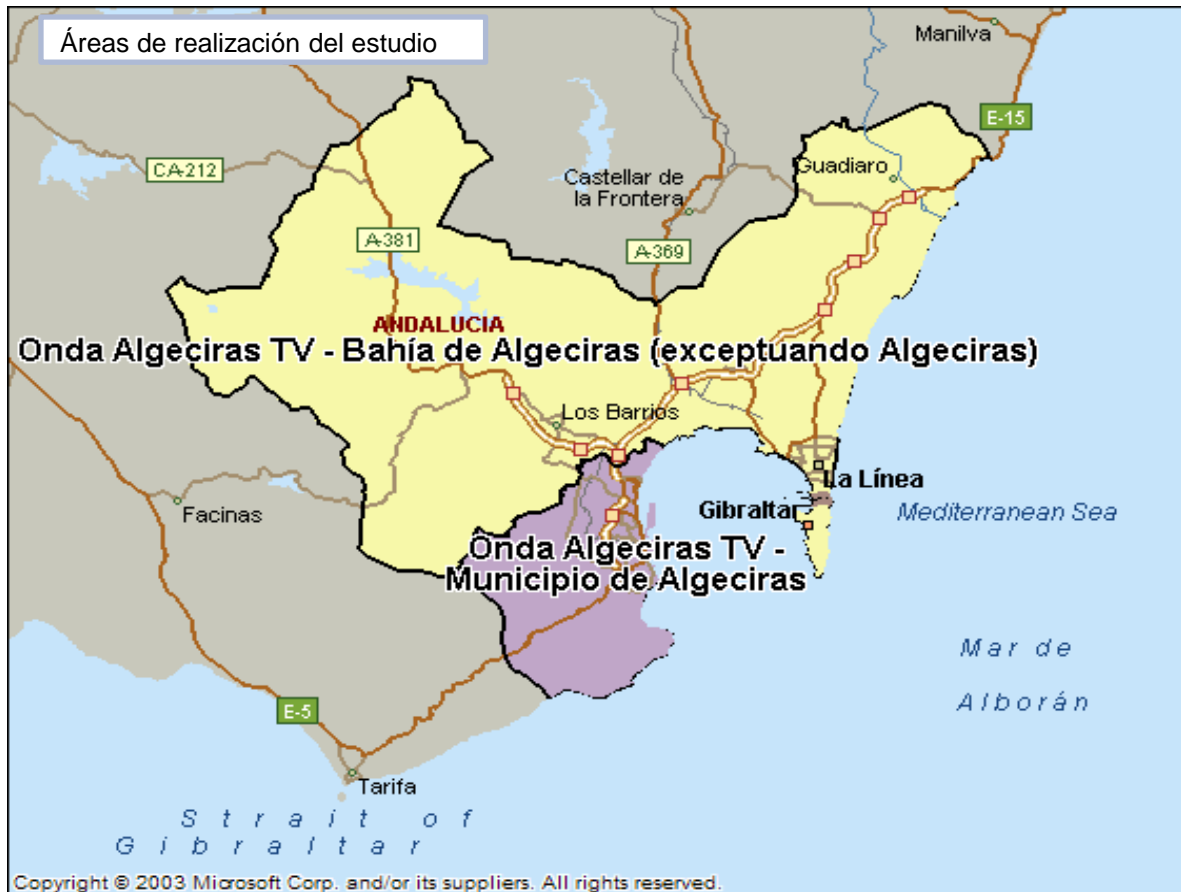 Áreas de realización del estudio
Manilva
E-15
CA-212
Guadiaro
Castellar de
la Frontera
A-381
A-369
ANDALUCIA
Onda Algeciras TV - Bahía de Algeciras (exceptuando Algeciras)
Los Barrios
La Línea
Facinas
Gibraltar
Mediterranean Sea
Onda Algeciras TV -
Municipio de Algeciras
Mar de
Alborán
E-5
Tarifa
Strait of
Gibraltar
Copyright © 2003 Microsoft Corp. and/or its suppliers. All rights reserved.